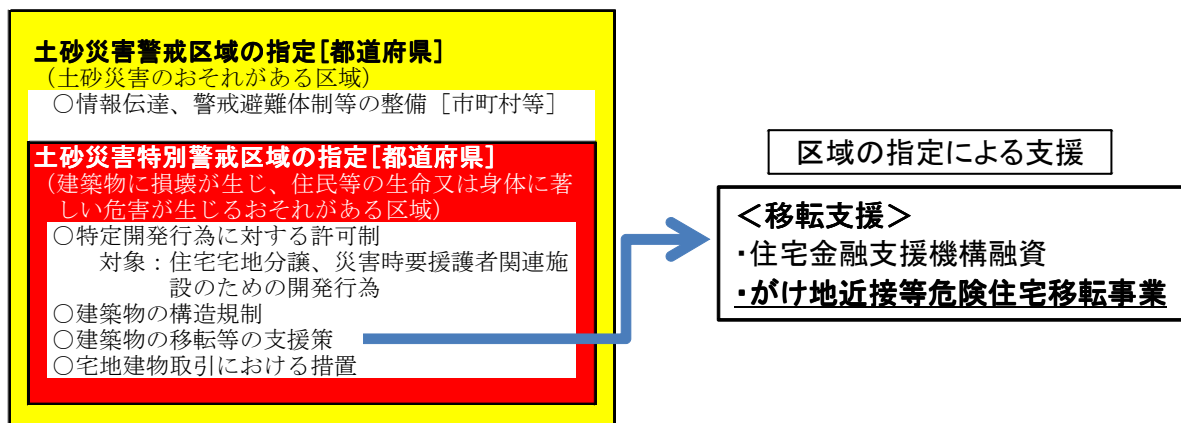 土砂災害警戒区域の指定[都道府県]
（土砂災害のおそれがある区域）
○情報伝達、警戒避難体制等の整備［市町村等］
土砂災害特別警戒区域の指定[都道府県]
（建築物に損壊が生じ、住民等の生命又は身体に著
しい危害が生じるおそれがある区域）
○特定開発行為に対する許可制
対象：住宅宅地分譲、災害時要援護者関連施
設のための開発行為
○建築物の構造規制
○建築物の移転等の支援策
○宅地建物取引における措置
区域の指定による支援
＜移転支援＞
・住宅金融支援機構融資
・がけ地近接等危険住宅移転事業